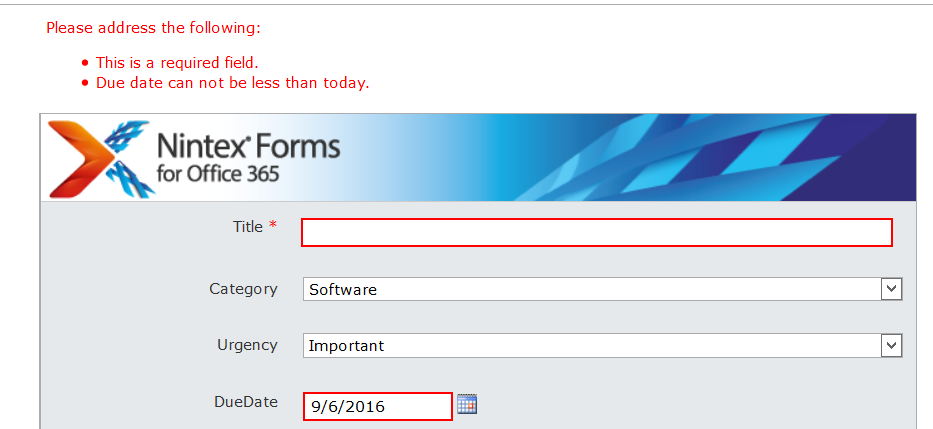 Please address the following:
• This is a required field.
• Due date can not be less than today.
Nintex® Forms
for Office 365
Title *
Category Software
Urgency Important
DueDate 9/6/2016